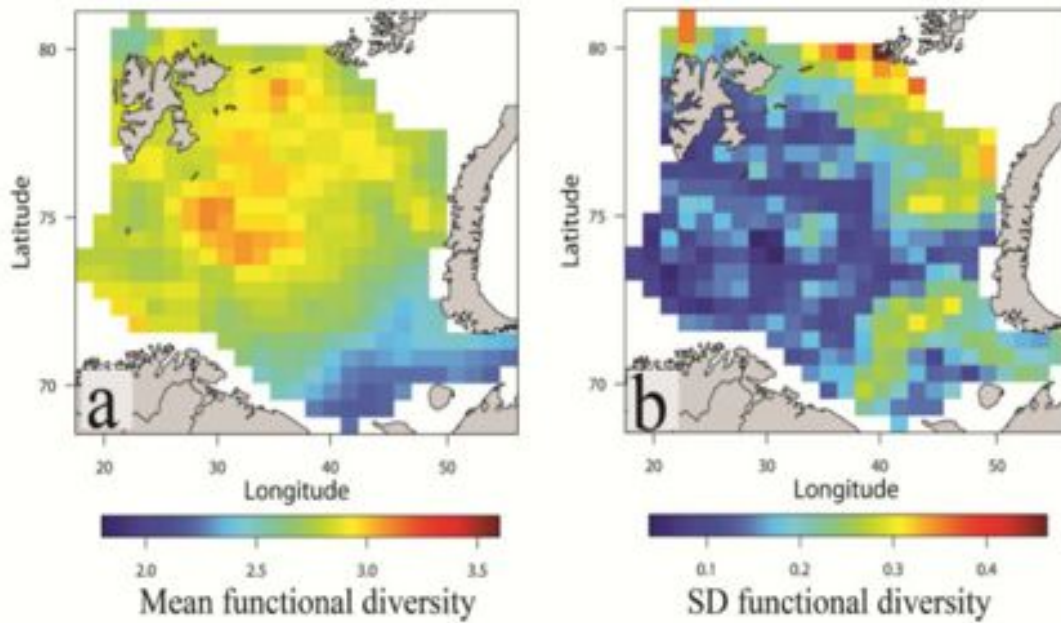 80
75
70
Latitude
a
20 30 40 50
Longitude
2.0 2.5 3.0 3.5
Mean functional diversity
80
75
70
Latitude
b
20 30 40 50
Longitude
0.1 0.2 0.3 0.4
SD functional diversity